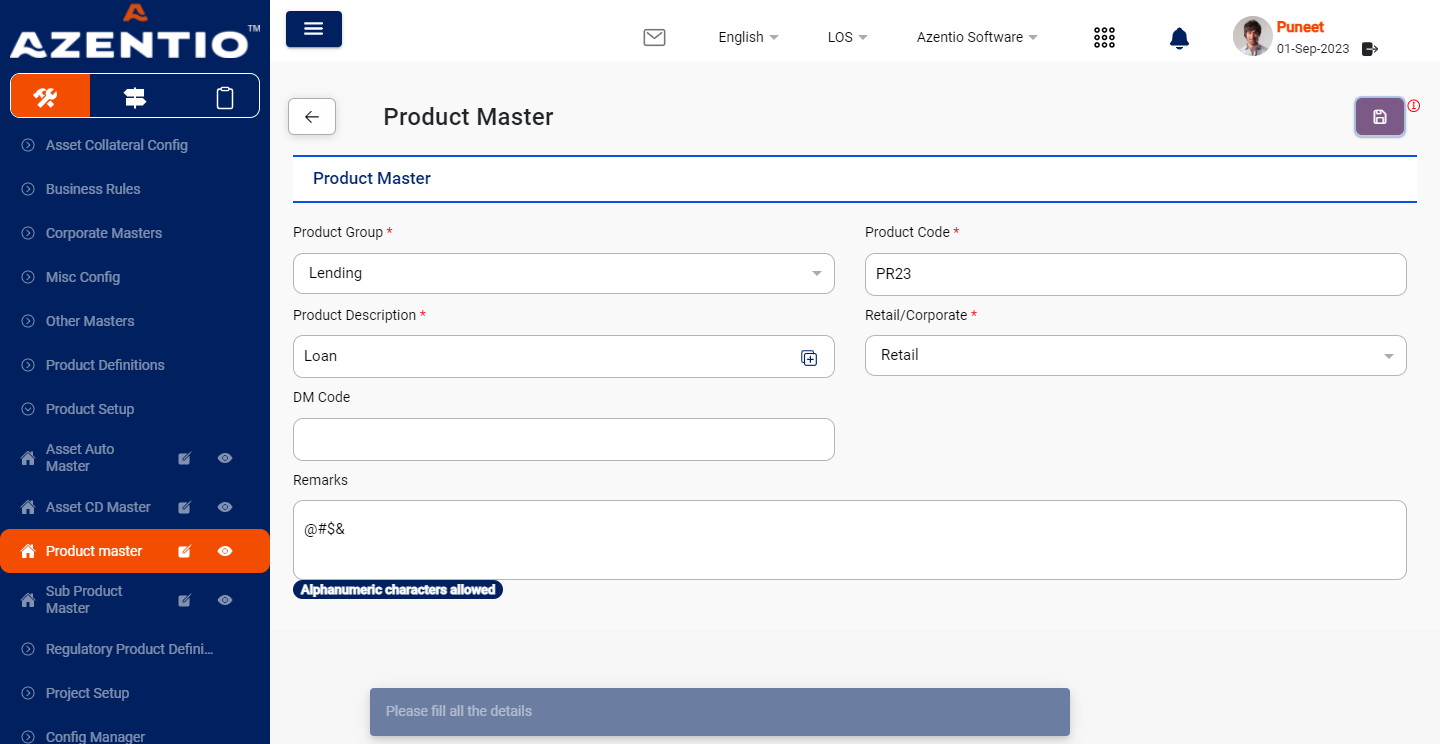 AZENTIO™
Asset Collateral Config
Business Rules
Corporate Masters
Misc Config
Other Masters
Product Definitions
Product Setup
Asset Auto
Master
Asset CD Master
Product master
Sub Product
Master
Regulatory Product Defini...
Project Setup
Config Manager
English
LOS
Azentio Software
Puneet
01-Sep-2023
Product Master
Product Master
Product Group *
Lending
Product Code *
PR23
Product Description *
Loan
Retail/Corporate *
Retail
DM Code
Remarks
@#$&
Alphanumeric characters allowed
Please fill all the details